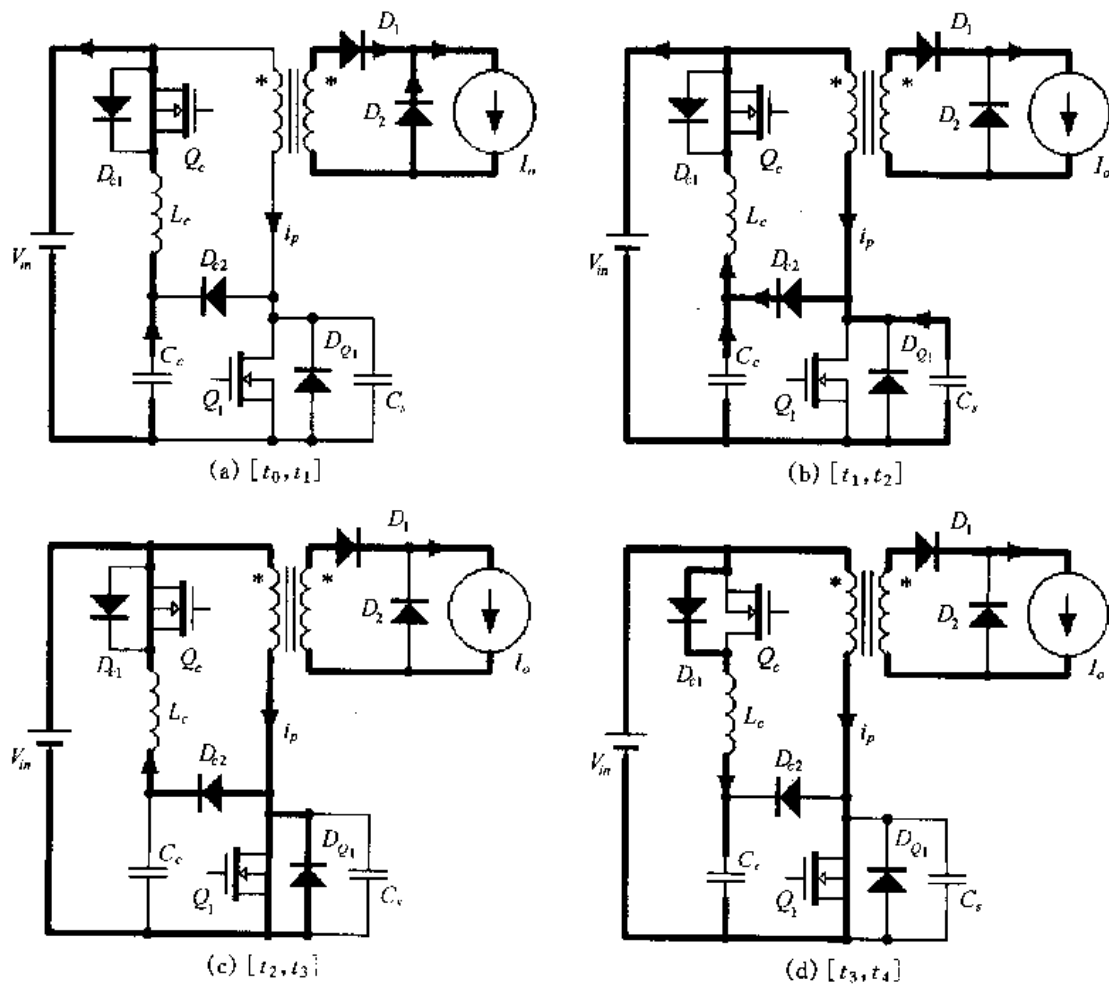 D1
*
*
D2
Io
Qc
Dc1
Lc
ip
Vin
Dc2
Cc
DQ1
Q1
Cs
(a) [t0,t1]
D1
*
*
D2
Io
Qc
Dc1
Lc
ip
Vin
Dc2
Cc
DQ1
Q1
Cs
(b) [t1,t2]
D1
*
*
D2
Io
Qc
Dc1
Lc
ip
Vin
Dc2
Cc
DQ1
Q1
Cs
(c) [t2,t3]
D1
*
*
D2
Io
Qc
Dc1
Lc
ip
Vin
Dc2
Cc
DQ1
Q1
Cs
(d) [t3,t4]